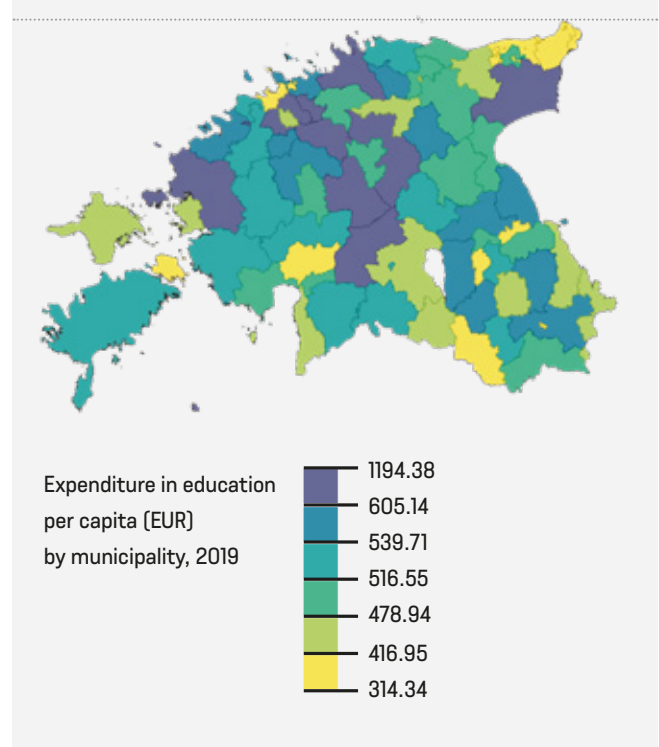 Expenditure in education
per capita (EUR)
by municipality, 2019
1194.38
605.14
539.71
516.55
478.94
416.95
314.34